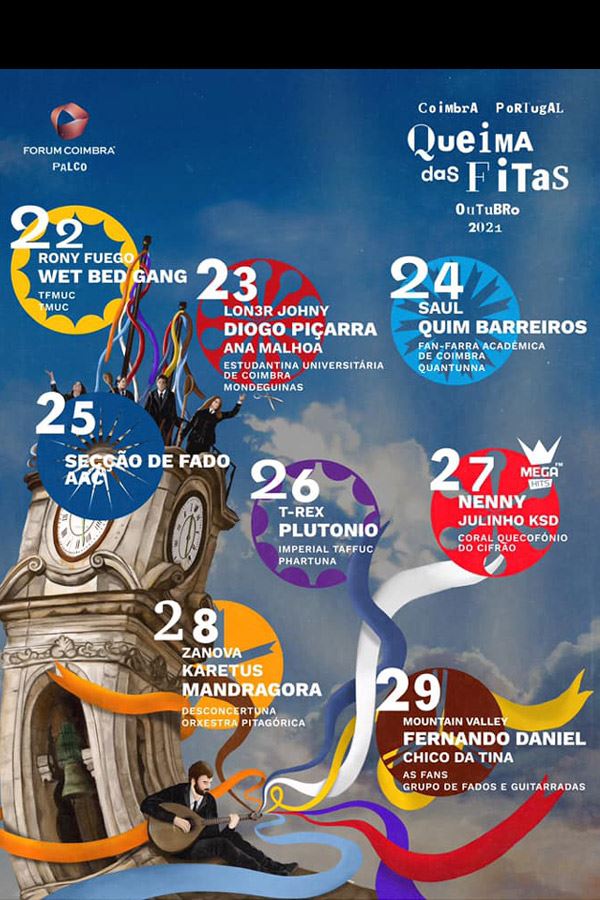 FORUM COIMBRA
PALCO
CoimbrA PoRTugAL
QueiMA
das FiTaS
OuTuBRo
2021
22
RONY FUEGO
WET BED GANG
TFMUC
TMUC
23
LON3R JOHNY
DIOGO PIÇARRA
ANA MALHOA
ESTUDANTINA UNIVERSITÁRIA
DE COIMBRA
MONDEGUINAS
24
SAUL
QUIM BARREIROS
FAN-FARRA ACADÉMICA
DE COIMBRA
QUANTUNNA
25
SECÇÃO DE FADO
AAC
26
T-REX
PLUTONIO
IMPERIAL TAFFUC
PHARTUNA
27
MEGA
HITS
NENNY
JULINHO KSD
CORAL QUECOFÓNIO
DO CIFRÃO
28
ZANOVA
KARETUS
MANDRAGORA
DESCONCERTUNA
ORXESTRA PITAGÓRICA
29
MOUNTAIN VALLEY
FERNANDO DANIEL
CHICO DA TINA
AS FANS
GRUPO DE FADOS E GUITARRADAS